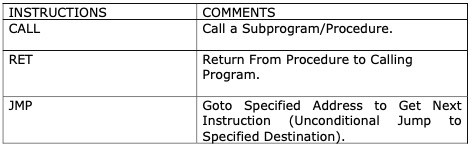 INSTRUCTIONS COMMENTS
CALL Call a Subprogram/Procedure.
RET Return From Procedure to Calling
Program.
JMP Goto Specified Address to Get Next
Instruction (Unconditional Jump to
Specified Destination).